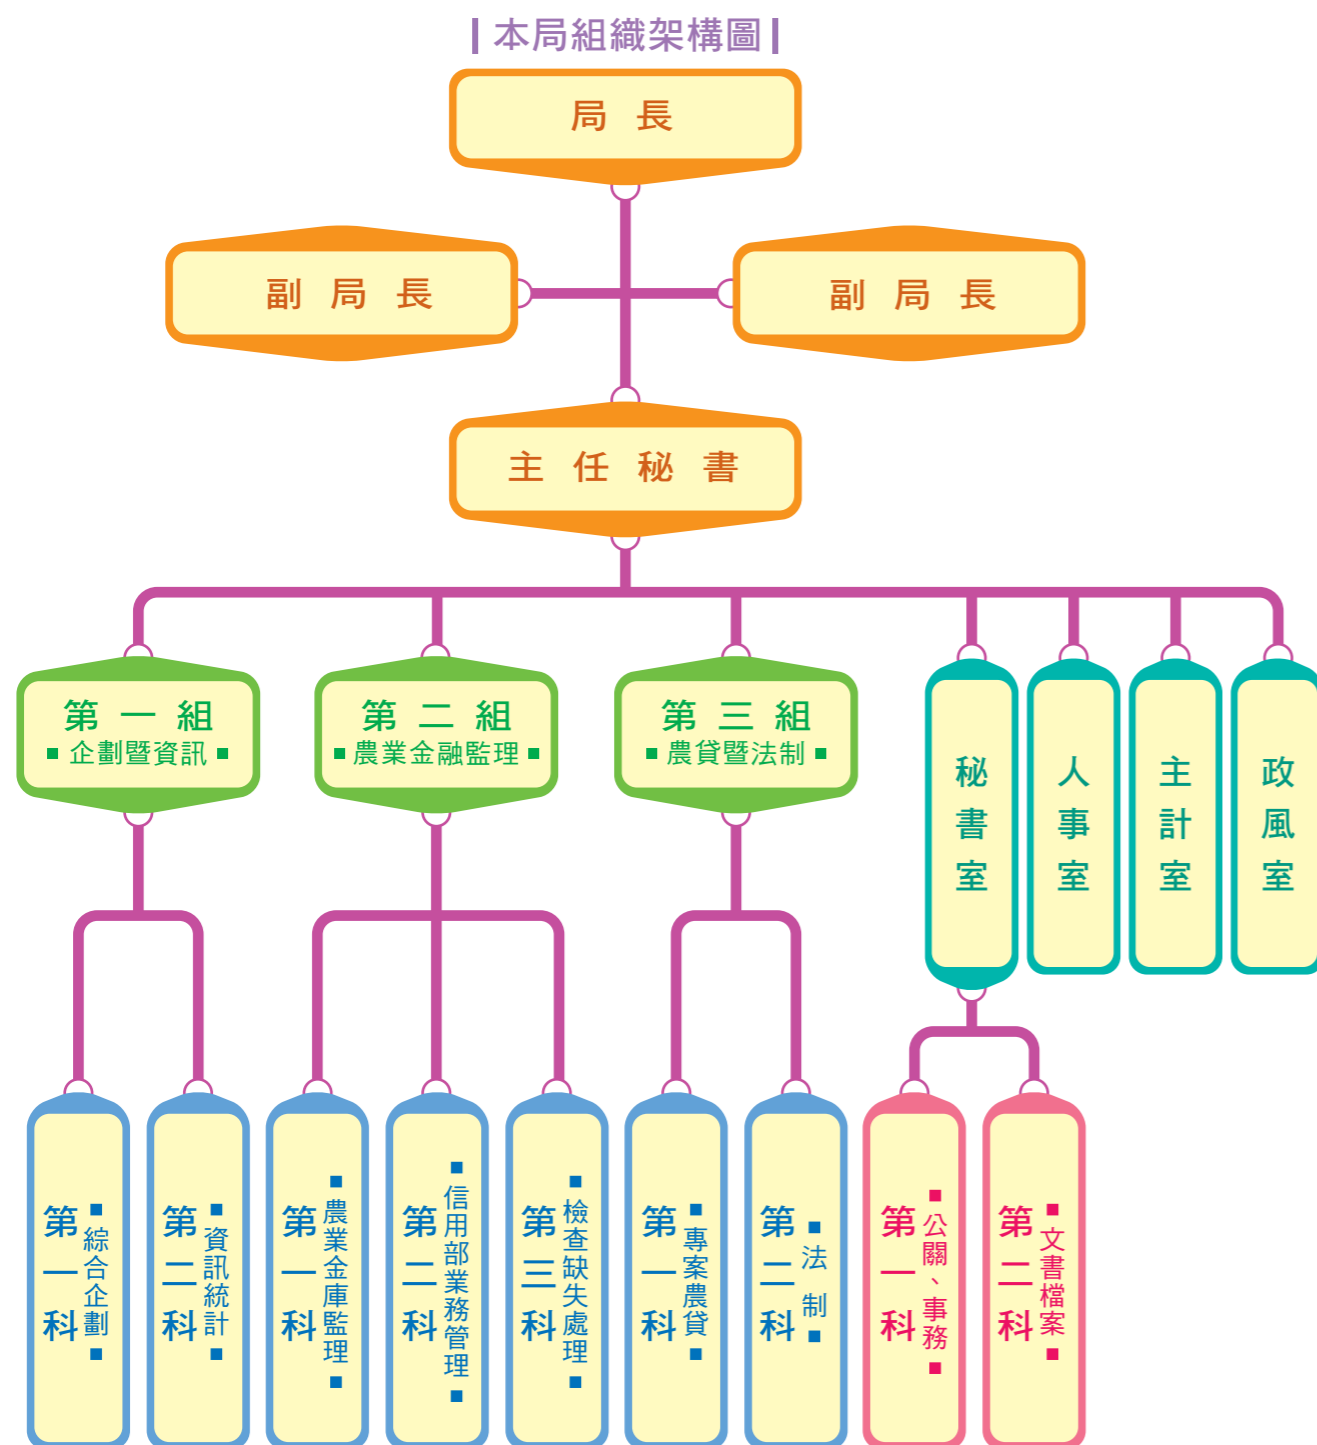 本局組織架構圖
局長
副局長
副局長
主任秘書
第一組
▪企劃暨資訊▪
第二組
▪農業金融監理▪
第三組
▪農貸暨法制▪
秘書室
人事室
主計室
政風室
第一科
▪綜合企劃▪
第二科
▪資訊統計▪
第一科
▪農業金庫監理▪
第二科
▪信用部業務管理▪
第三科
▪檢查缺失處理▪
第一科
▪專案農貸▪
第二科
▪法制▪
第一科
▪公關、事務▪
第二科
▪文書檔案▪